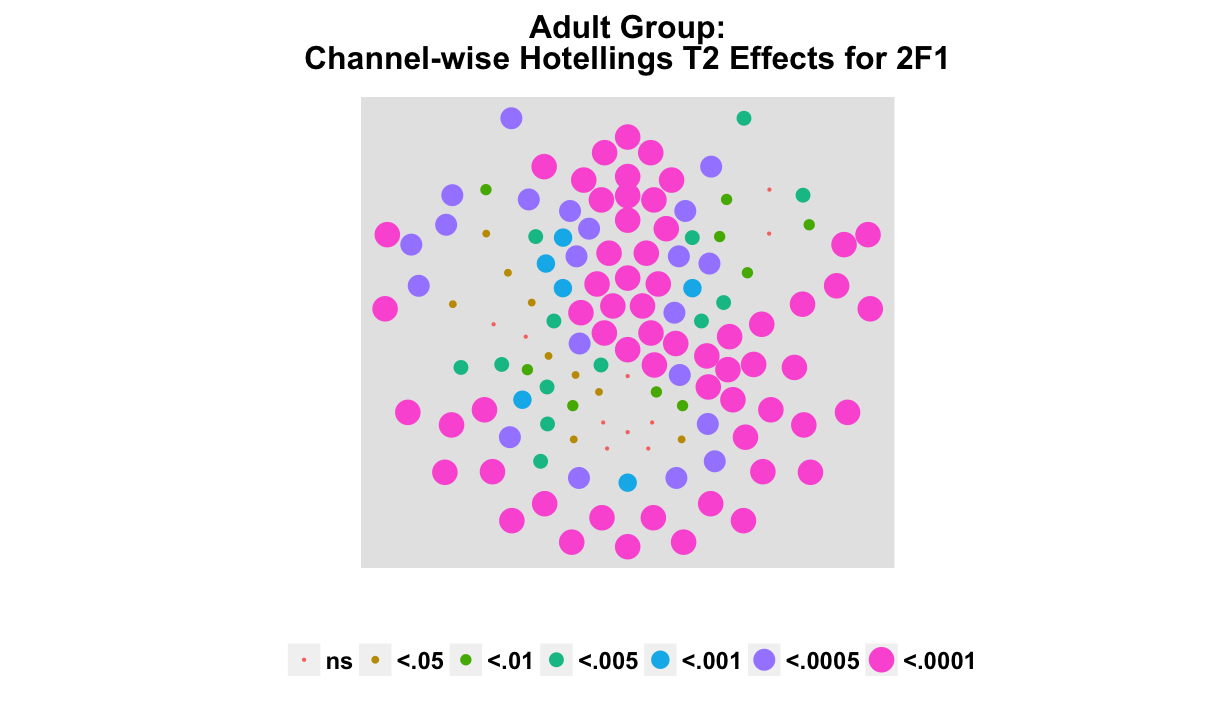 Adult Group:
Channel-wise Hotellings T2 Effects for 2F1
ns <.05 <.01 <.005 <.001 <.0005 <.0001